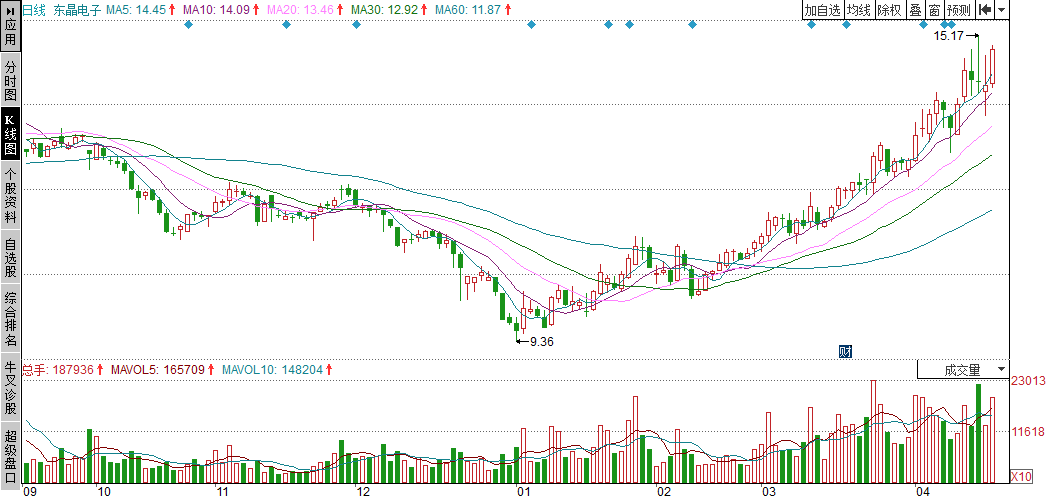 应用
分时图
K线图
个股资料
自选股
综合排名
牛叉诊股
超级盘口
日线 东晶电子 MA5: 14.45 MA10: 14.09 MA20: 13.46 MA30: 12.92 MA60: 11.87
加自选 均线 除权 叠 窗 预测
15.17
9.36
财
总手: 187936 MAVOL5: 165709 MAVOL10: 148204
成交量
23013
11618
X10
09 10 11 12 01 02 03 04